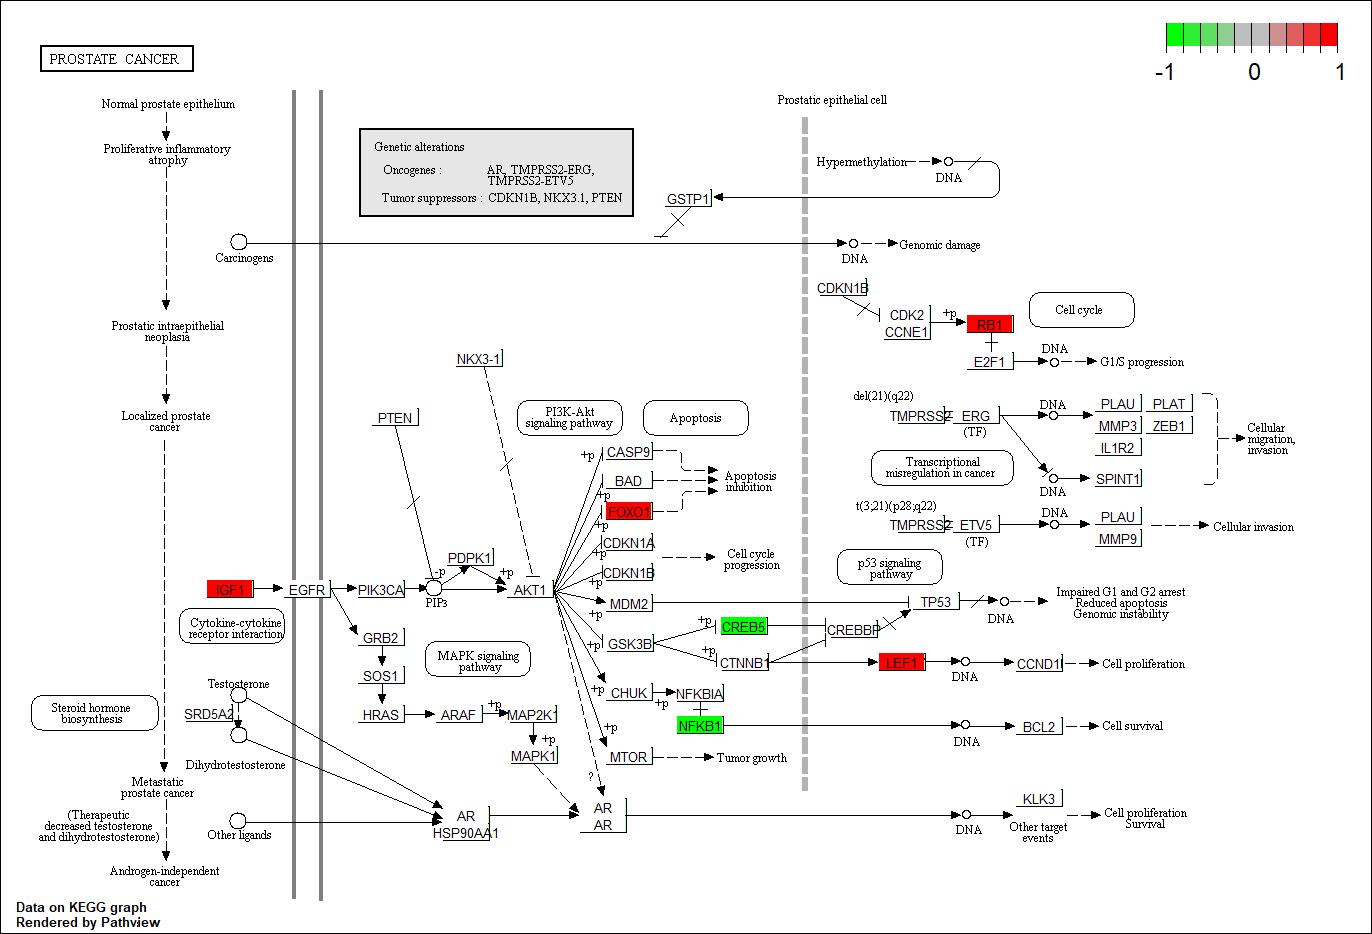 PROSTATE CANCER
-1 0 1
Normal prostate epithelium
Proliferative inflammatory
atrophy
Prostatic intraepithelial
neoplasia
Localized prostate
cancer
Metastatic
prostate cancer
(Therapeutic
decreased testosterone
and dihydrotestosterone)
Androgen-independent
cancer
Genetic alterations
Oncogenes : AR, TMPRSS2-ERG,
TMPRSS2-ETV5
Tumor suppressors : CDKN1B, NKX3.1, PTEN
Prostatic epithelial cell
Hypermethylation
DNA
GSTP1
Carcinogens
DNA
Genomic damage
CDKN1B
CDK2
CCNE1
+p
RB1
E2F1
Cell cycle
DNA
G1/S progression
NKX3-1
PTEN
PI3K-Akt
signaling pathway
Apoptosis
del(21)(q22)
TMPRSS2
ERG
(TF)
DNA
PLAU
PLAT
MMP3
ZEB1
IL1R2
DNA
SPINT1
Cellular
migration,
invasion
Transcriptional
misregulation in cancer
t(3;21)(p28;q22)
TMPRSS2
ETV5
(TF)
DNA
PLAU
MMP9
Cellular invasion
+p
CASP9
BAD
+p
FOXO1
+p
Apoptosis
inhibition
CDKN1A
+p
CDKN1B
+p
Cell cycle
progression
MDM2
+p
GSK3B
+p
p53 signaling
pathway
TP53
DNA
Impaired G1 and G2 arrest
Reduced apoptosis
Genomic instability
IGF1
EGFR
PIK3CA
-p
PIP3
PDPK1
+p
AKT1
Cytokine-cytokine
receptor interaction
GRB2
SOS1
HRAS
ARAF
+p
MAP2K1
+p
MAPK1
MAPK signaling
pathway
+p
CREB5
CREBBP
+p
CTNNB1
LEF1
DNA
CCND1
Cell proliferation
+p
CHUK
+p
NFKBIA
NFKB1
DNA
BCL2
Cell survival
+p
MTOR
Tumor growth
?
Steroid hormone
biosynthesis
Testosterone
SRD5A2
Dihydrotestosterone
Other ligands
AR
HSP90AA1
AR
AR
DNA
KLK3
Other target
events
Cell proliferation
Survival
Data on KEGG graph
Rendered by Pathview